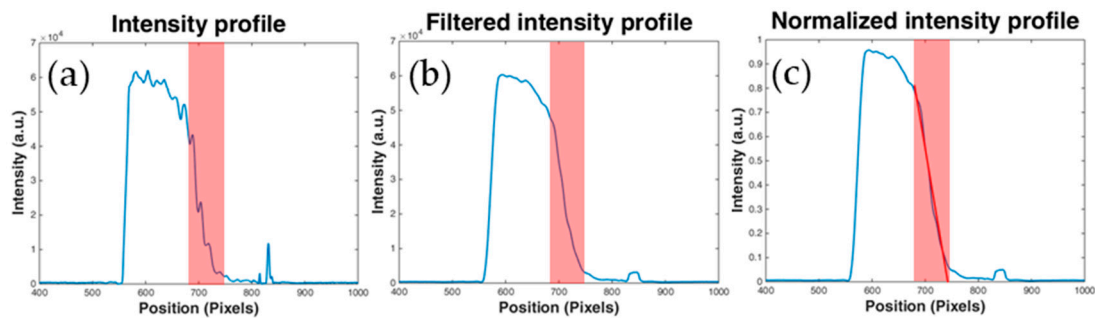 Intensity profile
×10⁴
(a)
7
6
5
4
3
2
1
0
400 500 600 700 800 900 1000
Position (Pixels)
Intensity (a.u.)
Filtered intensity profile
×10⁴
(b)
7
6
5
4
3
2
1
0
400 500 600 700 800 900 1000
Position (Pixels)
Intensity (a.u.)
Normalized intensity profile
(c)
1
0.9
0.8
0.7
0.6
0.5
0.4
0.3
0.2
0.1
0
400 500 600 700 800 900 1000
Position (Pixels)
Intensity (a.u.)